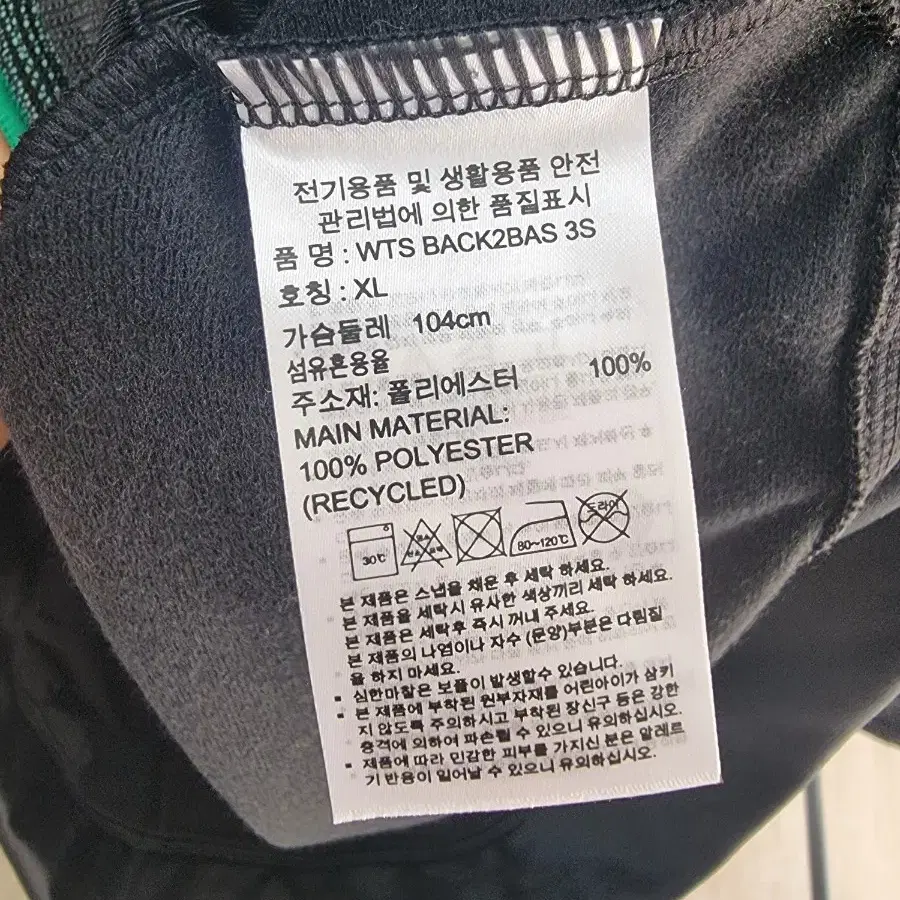 전기용품 및 생활용품 안전
관리법에 의한 품질표시
품 명 : WTS BACK2BAS 3S
호칭 : XL
가슴둘레 104cm
섬유혼용율
주소재: 폴리에스터 100%
MAIN MATERIAL:
100% POLYESTER
(RECYCLED)
30℃
80~120℃
드라이
본 제품은 스냅을 채운 후 세탁 하세요.
본 제품을 세탁시 유사한 색상끼리 세탁 하세요.
본 제품은 세탁후 즉시 꺼내 주세요.
본 제품의 나염이나 자수 (문양)부분은 다림질
을 하지 마세요.
▪ 심한마찰은 보풀이 발생할수 있습니다.
▪ 본 제품에 부착된 원부자재를 어린아이가 삼키
지 않도록 주의하시고 부착된 장신구 등은 강한
충격에 의하여 파손될 수 있으니 유의하십시오.
▪ 제품에 따라 민감한 피부를 가지신 분은 알레르
기 반응이 일어날 수 있으니 유의하십시오.